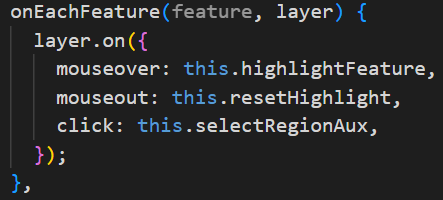 onEachFeature(feature, layer) {
layer.on({
mouseover: this.highlightFeature,
mouseout: this.resetHighlight,
click: this.selectRegionAux,
});
},